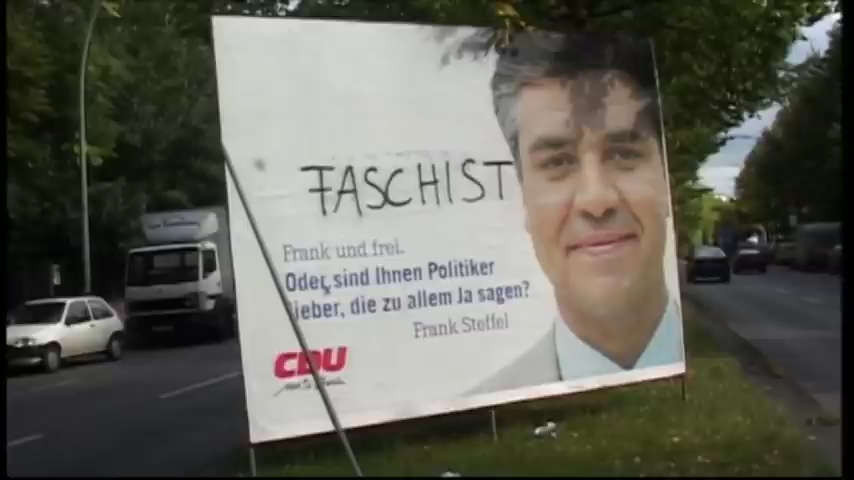 FASCHIST
Frank und frei.
Oder sind Ihnen Politiker
lieber, die zu allem Ja sagen?
Frank Steffel
CDU